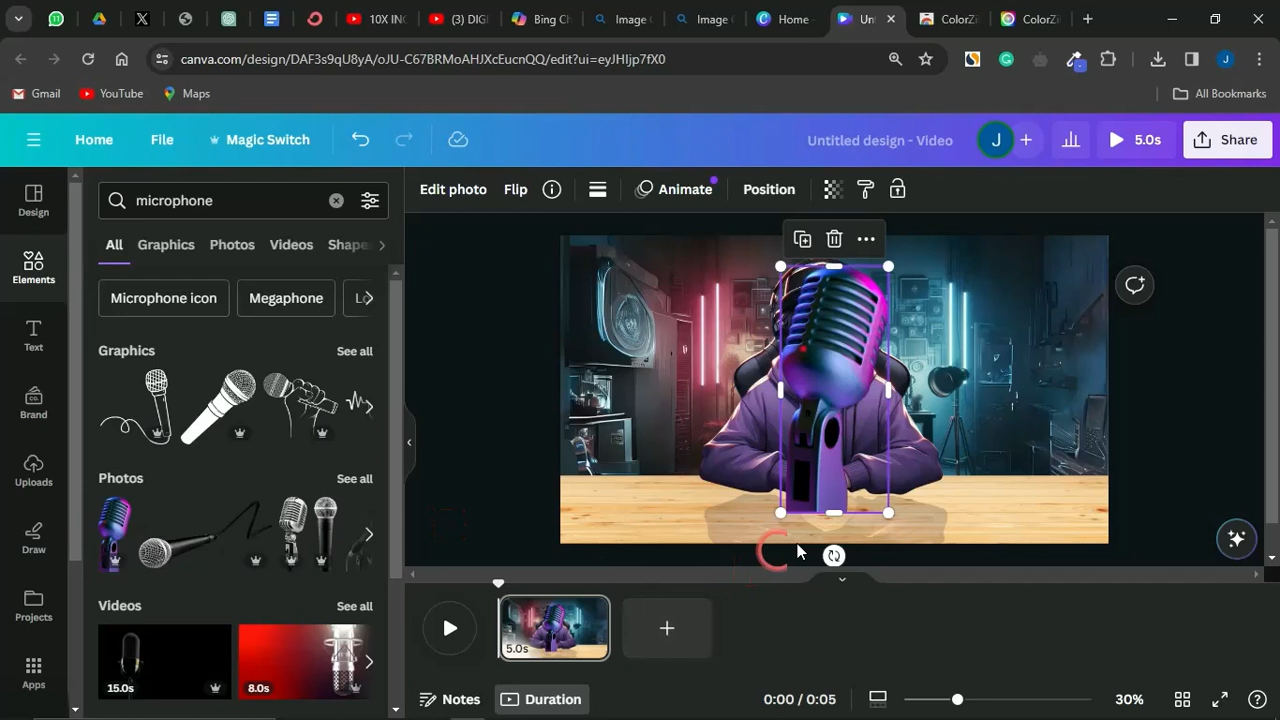 10X INC
(3) DIGI
Bing Ch
Image
Image
Home -
Un
ColorZi
ColorZi
canva.com/design/DAF3s9qU8yA/oJU-C67BRMoAHJXcEucnQQ/edit?ui=eyJHIjp7fX0
J
Gmail
YouTube
Maps
All Bookmarks
Home
File
Magic Switch
Untitled design - Video
J
5.0s
Share
Design
Elements
Text
Brand
Uploads
Draw
Projects
Apps
microphone
All
Graphics
Photos
Videos
Shape
Microphone icon
Megaphone
Graphics
See all
Photos
See all
Videos
See all
15.0s
8.0s
Edit photo
Flip
Animate
Position
5.0s
Notes
Duration
0:00 / 0:05
30%